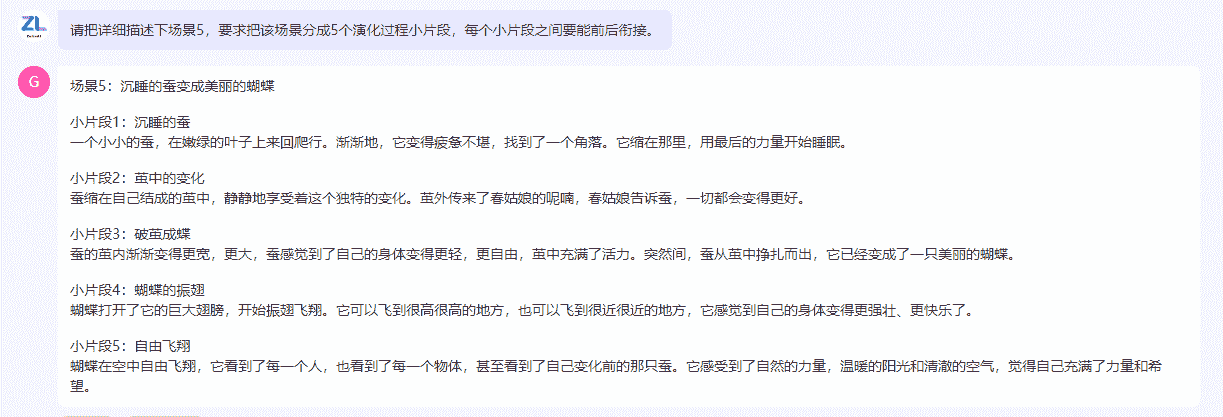 ZL
请把详细描述下场景5，要求把该场景分成5个演化过程小片段，每个小片段之间要能前后衔接。
G
场景5：沉睡的蚕变成美丽的蝴蝶
小片段1：沉睡的蚕
一个小小的蚕，在嫩绿的叶子上来回爬行。渐渐地，它变得疲惫不堪，找到了一个角落。它缩在那里，用最后的力量开始睡眠。
小片段2：茧中的变化
蚕缩在自己结成的茧中，静静地享受着这个独特的变化。茧外传来了春姑娘的呢喃，春姑娘告诉蚕，一切都会变得更好。
小片段3：破茧成蝶
蚕的茧内渐渐变得更宽，更大，蚕感觉到了自己的身体变得更轻，更自由，茧中充满了活力。突然间，蚕从茧中挣扎而出，它已经变成了一只美丽的蝴蝶。
小片段4：蝴蝶的振翅
蝴蝶打开了它的巨大翅膀，开始振翅飞翔。它可以飞到很高很高的地方，也可以飞到很近很近的地方，它感觉到自己的身体变得更强壮、更快乐了。
小片段5：自由飞翔
蝴蝶在空中自由飞翔，它看到了每一个人，也看到了每一个物体，甚至看到了自己变化前的那只蚕。它感受到了自然的力量，温暖的阳光和清澈的空气，觉得自己充满了力量和希
望。